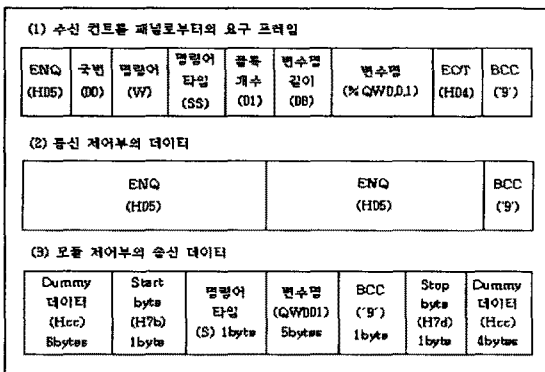 (1) 수신 컨트롤 패널로부터의 요구 프레임
ENQ (H05)
국번 (00)
명령어 (W)
명령어 타입 (SS)
블록 개수 (01)
변수명 길이 (08)
변수명 (% QW0,0,1)
EOT (H04)
BCC ('9')
(2) 통신 제어부의 데이터
ENQ (H05)
ENQ (H05)
BCC ('9')
(3) 모듈 제어부의 송신 데이터
Dummy 데이터 (Hcc) 5bytes
Start byte (H7b) 1byte
명령어 타입 (S) 1byte
변수명 (QW001) 5bytes
BCC ('9') 1byte
Stop byte (H7d) 1byte
Dummy 데이터 (Hcc) 4bytes